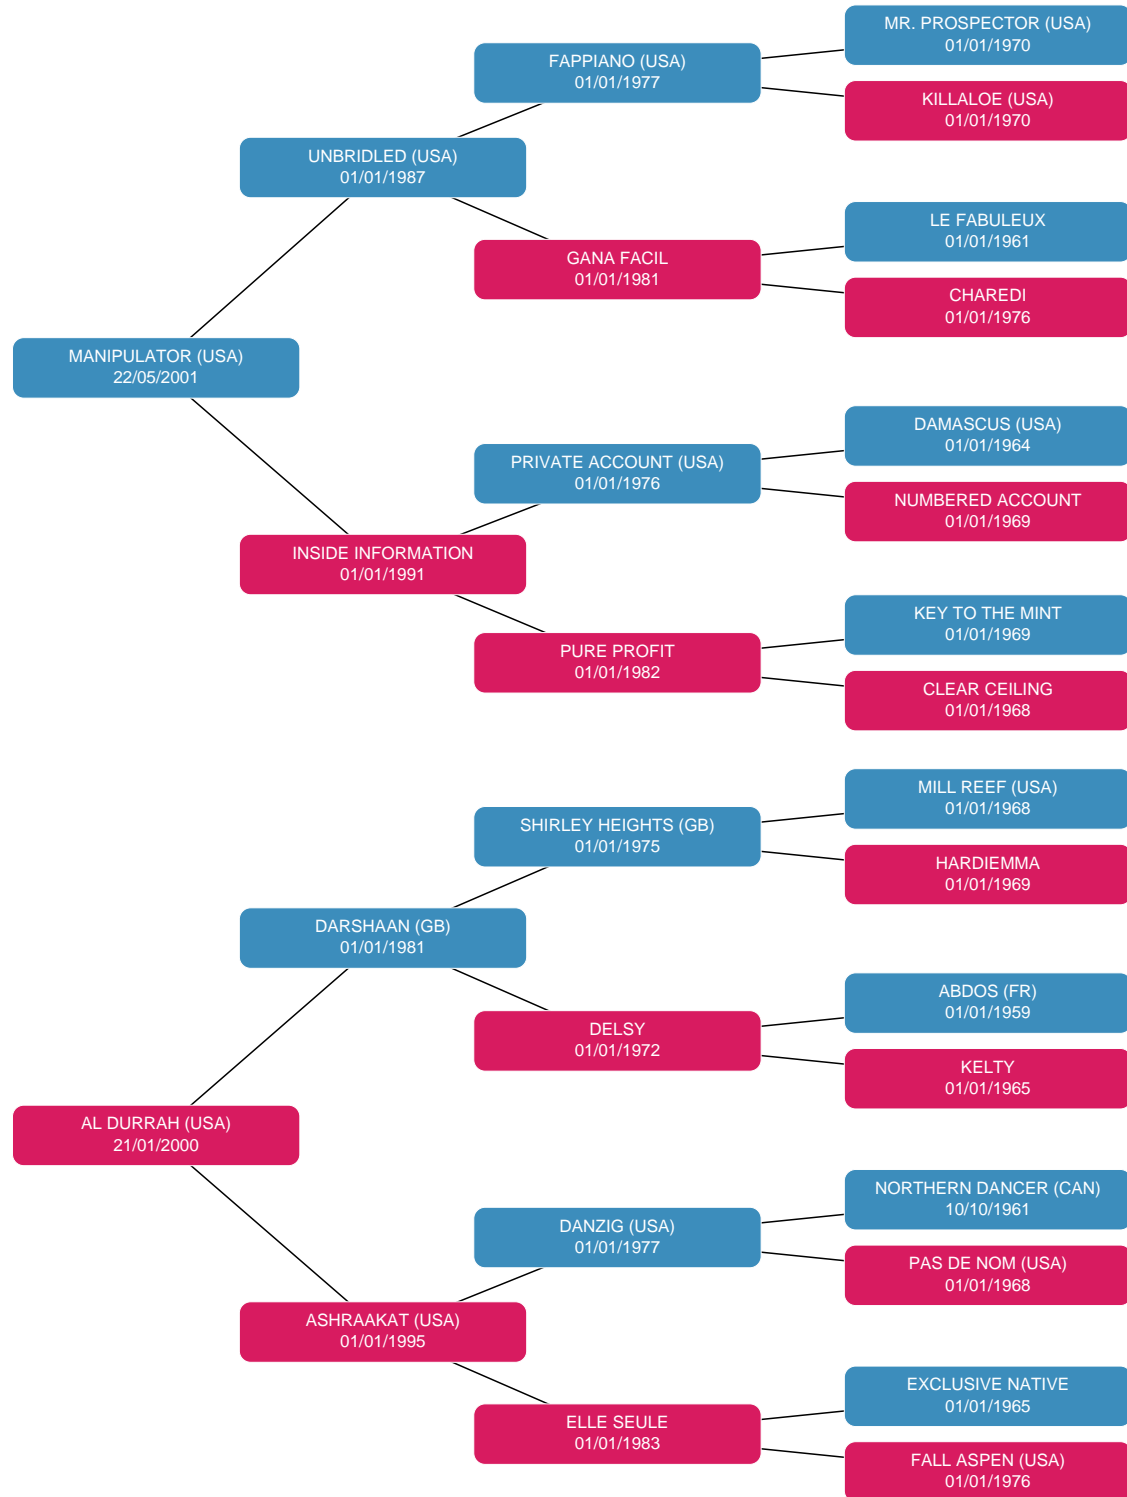 MR. PROSPECTOR (USA)
01/01/1970
FAPPIANO (USA)
01/01/1977
KILLALOE (USA)
01/01/1970
UNBRIDLED (USA)
01/01/1987
LE FABULEUX
01/01/1961
GANA FACIL
01/01/1981
CHAREDI
01/01/1976
MANIPULATOR (USA)
22/05/2001
DAMASCUS (USA)
01/01/1964
PRIVATE ACCOUNT (USA)
01/01/1976
NUMBERED ACCOUNT
01/01/1969
INSIDE INFORMATION
01/01/1991
KEY TO THE MINT
01/01/1969
PURE PROFIT
01/01/1982
CLEAR CEILING
01/01/1968
MILL REEF (USA)
01/01/1968
SHIRLEY HEIGHTS (GB)
01/01/1975
HARDIEMMA
01/01/1969
DARSHAAN (GB)
01/01/1981
ABDOS (FR)
01/01/1959
DELSY
01/01/1972
KELTY
01/01/1965
AL DURRAH (USA)
21/01/2000
NORTHERN DANCER (CAN)
10/10/1961
DANZIG (USA)
01/01/1977
PAS DE NOM (USA)
01/01/1968
ASHRAAKAT (USA)
01/01/1995
EXCLUSIVE NATIVE
01/01/1965
ELLE SEULE
01/01/1983
FALL ASPEN (USA)
01/01/1976